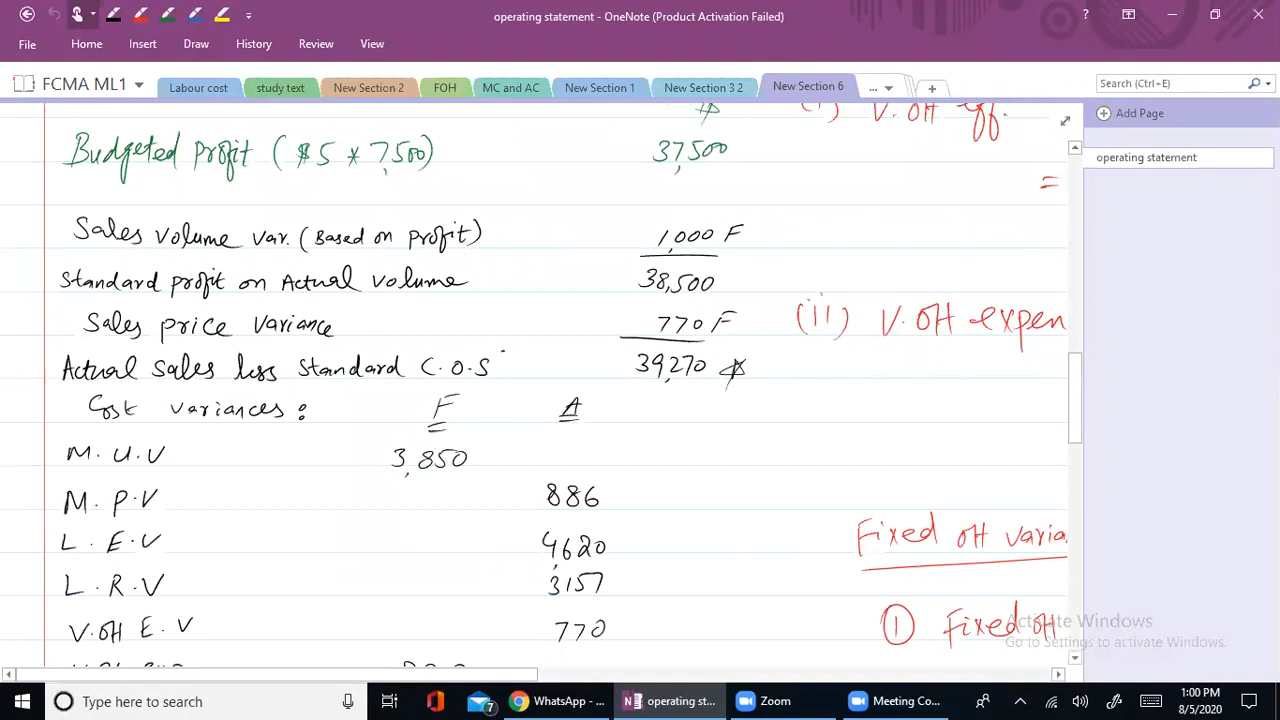 operating statement - OneNote (Product Activation Failed)
File Home Insert Draw History Review View
FCMA ML1 Labour cost study text New Section 2 FOH MC and AC New Section 1 New Section 3 2 New Section 6 ... Search (Ctrl+E)
Add Page
operating statement
$
V.OH eff.
Budgeted profit ( $5 * 7,500) 37,500
=
Sales volume var. (Based on profit) 1,000 F
Standard profit on Actual volume 38,500
Sales price variance 770 F
(ii) V.OH expen
Actual Sales less Standard C.O.S 39,270
Cost variances: F A
M.U.V 3,850
M.P.V 886
L.E.V 4,620
Fixed OH varia
L.R.V 3157
V.OH E.V 770
① Fixed OH
Activate Windows
Go to Settings to activate Windows.
Type here to search 7 WhatsApp - ... operating st... Zoom Meeting Co... 1:00 PM
8/5/2020